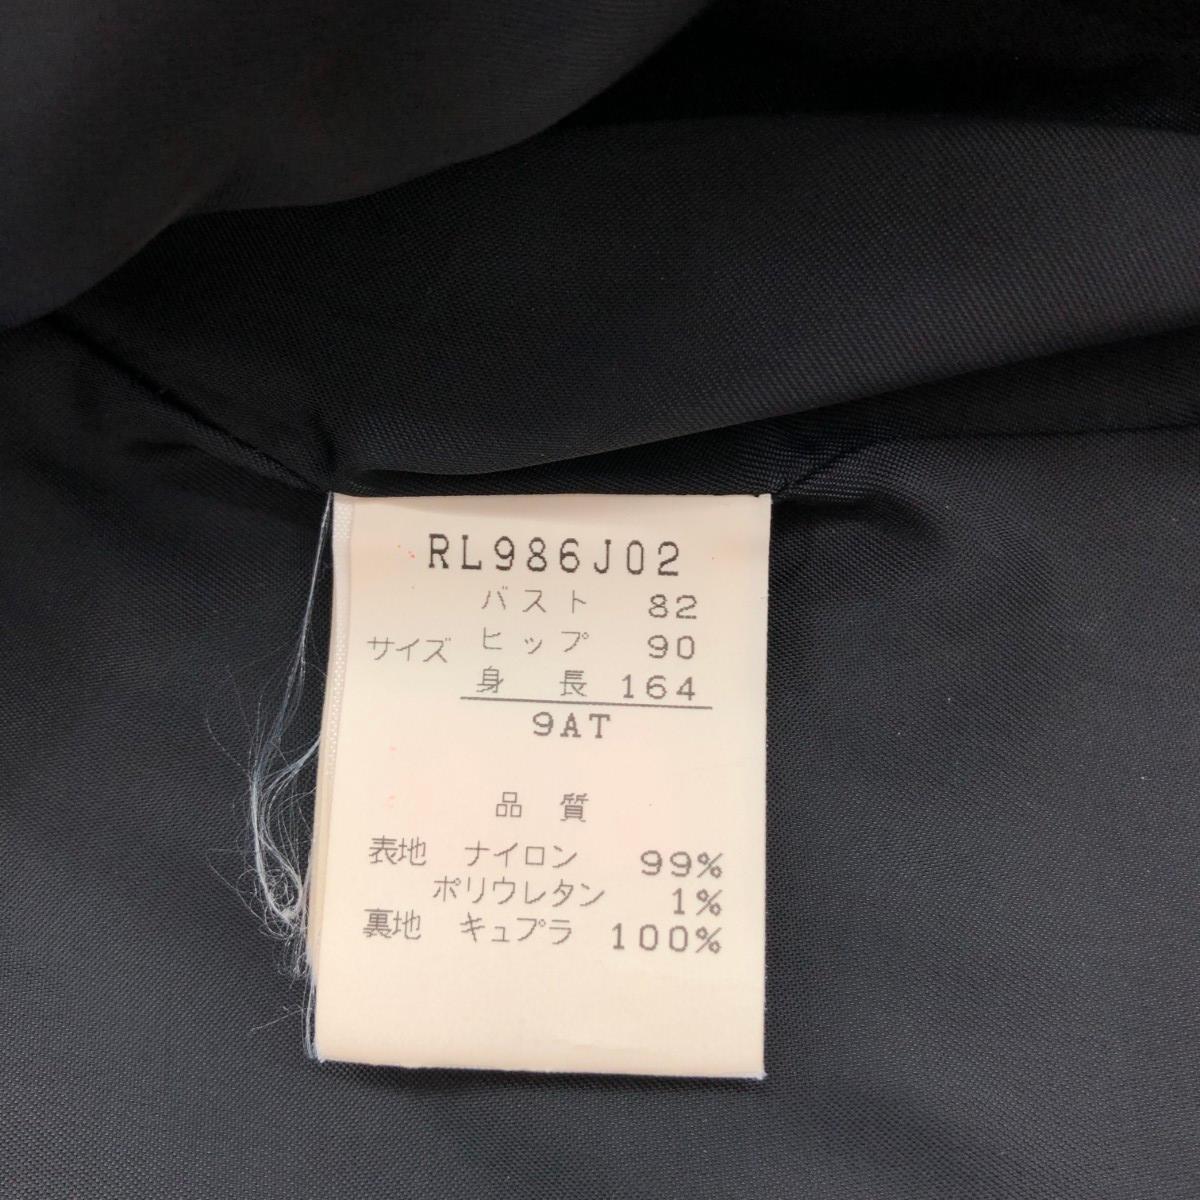 RL986J02
バスト 82
サイズ ヒップ 90
身長 164
9AT
品質
表地 ナイロン 99%
ポリウレタン 1%
裏地 キュプラ 100%